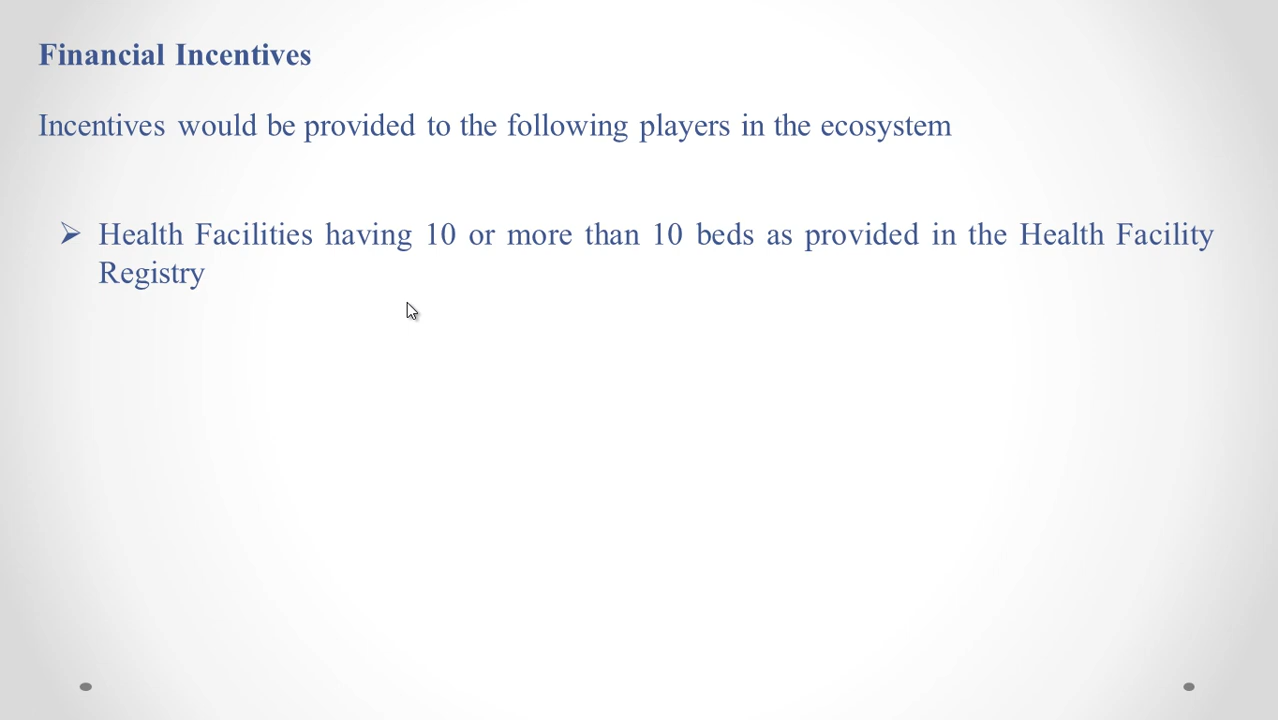 Financial Incentives
Incentives would be provided to the following players in the ecosystem
➢ Health Facilities having 10 or more than 10 beds as provided in the Health Facility
Registry